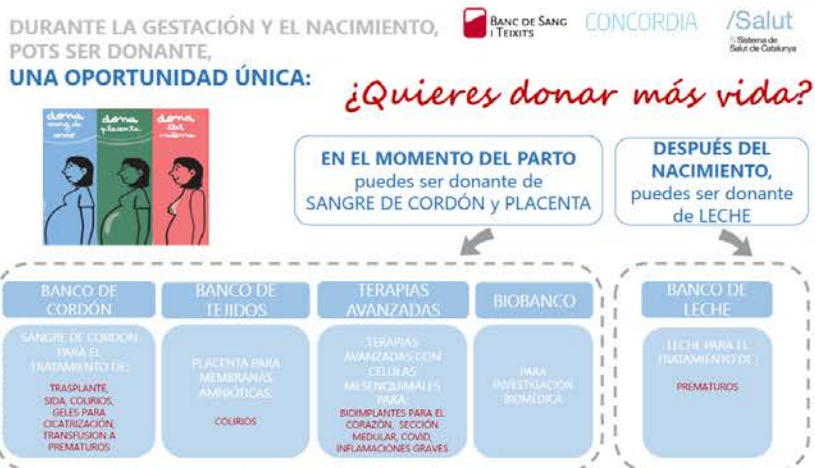 DURANTE LA GESTACIÓN Y EL NACIMIENTO,
POTS SER DONANTE,
UNA OPORTUNIDAD ÚNICA:
BANC DE SANG
I TEIXITS
CONCORDIA
/Salut
Sistema de
Salut de Catalunya
¿Quieres donar más vida?
dona
sang de
cordó
dona
placenta
dona
llet
materna
EN EL MOMENTO DEL PARTO
puedes ser donante de
SANGRE DE CORDÓN y PLACENTA
DESPUÉS DEL
NACIMIENTO,
puedes ser donante
de LECHE
BANCO DE
CORDÓN
SANGRE DE CORDON
PARA EL
TRATAMIENTO DE:
TRASPLANTE,
SIDA, COLIRIOS,
GELES PARA
CICATRIZACIÓN,
TRANSFUSION A
PREMATUROS
BANCO DE
TEJIDOS
PLACENTA PARA
MEMBRANAS
AMNIÓTICAS:
COLIRIOS
TERAPIAS
AVANZADAS
TERAPIAS
AVANZADAS CON
CELULAS
MESENQUIMALES
PARA:
BIOIMPLANTES PARA EL
CORAZÓN, SECCIÓN
MEDULAR, COVID,
INFLAMACIONES GRAVES
BIOBANCO
PARA
INVESTIGACIÓN
BIOMÉDICA
BANCO DE
LECHE
LECHE PARA EL
TRATAMIENTO DE :
PREMATUROS